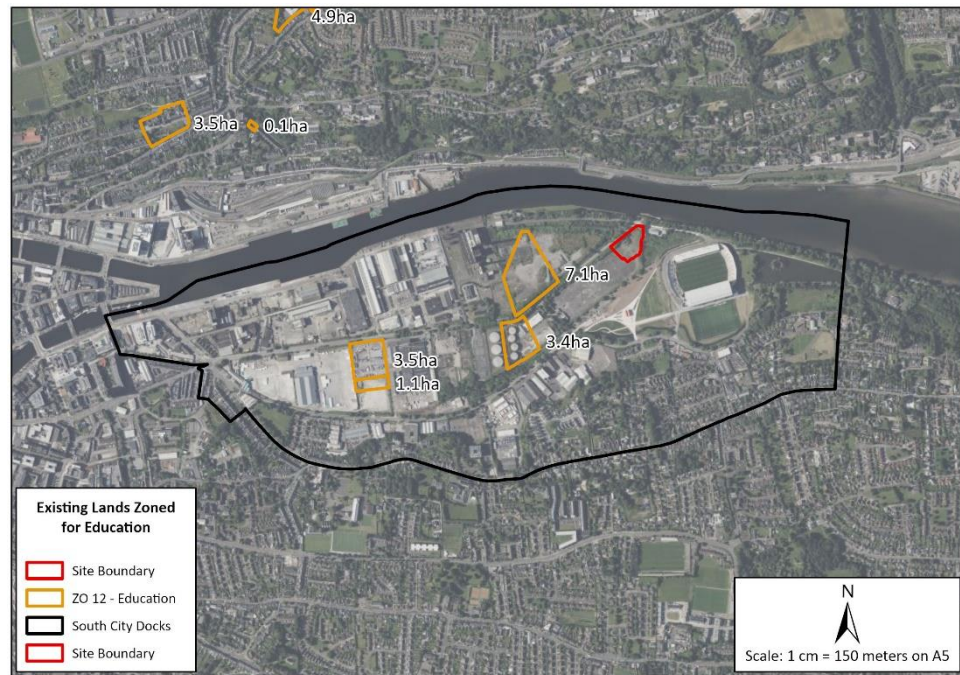 4.9ha
3.5ha
0.1ha
7.1ha
3.4ha
3.5ha
1.1ha
Existing Lands Zoned
for Education
Site Boundary
ZO 12 - Education
South City Docks
Site Boundary
N
Scale: 1 cm = 150 meters on A5